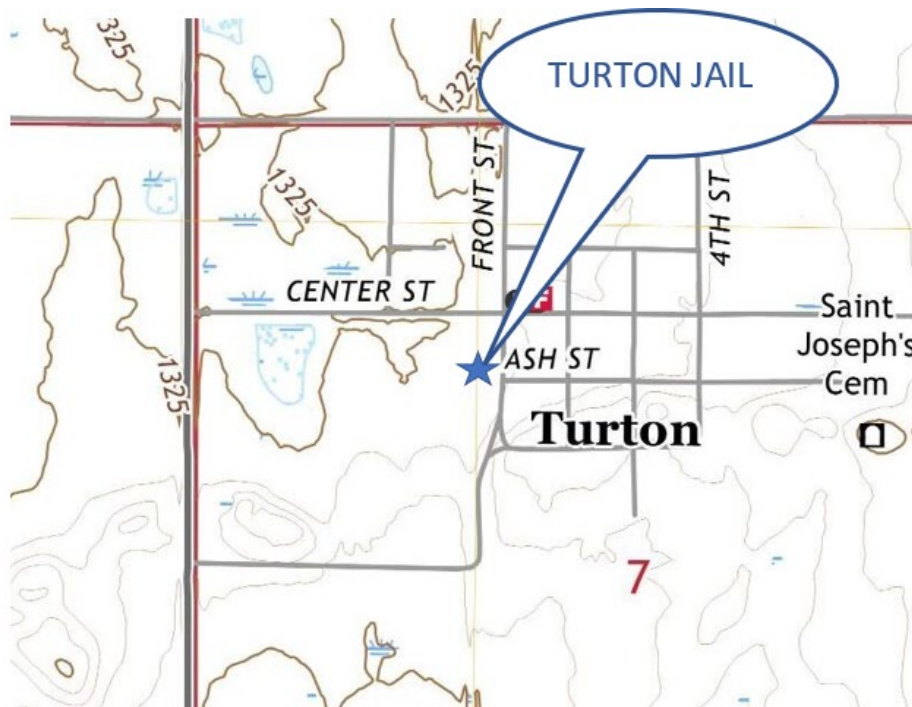 1325
1325
TURTON JAIL
FRONT ST
4TH ST
1325
CENTER ST
F
Saint
Joseph's
Cem
ASH ST
1325
Turton
7